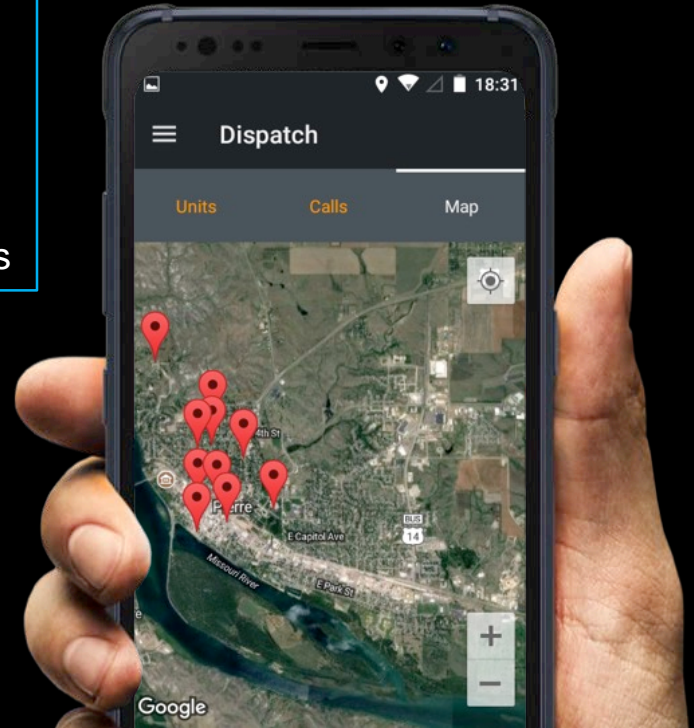 s
18:31
Dispatch
Units Calls Map
4th St
Pierre
E Capitol Ave
BUS
14
Missouri River
E Park St
e
+
−
Google